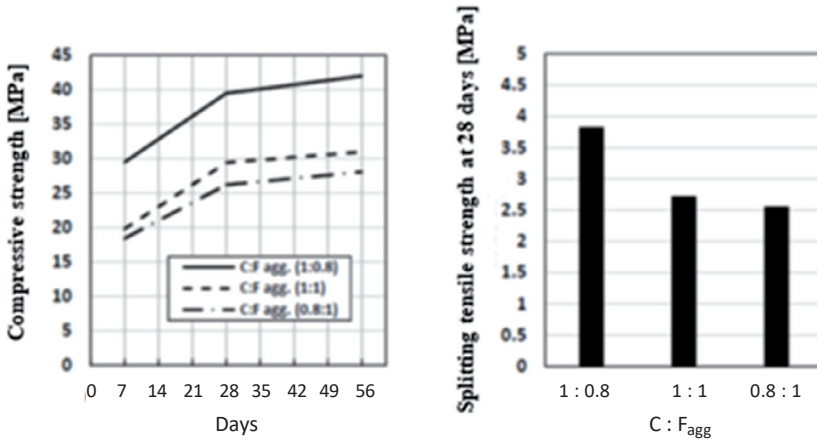 Compressive strength [MPa]
45
40
35
30
25
20
15
10
5
0
C:F agg. (1:0.8)
C:F agg. (1:1)
C:F agg. (0.8:1)
0 7 14 21 28 35 42 49 56
Days
Splitting tensile strength at 28 days [MPa]
5
4.5
4
3.5
3
2.5
2
1.5
1
0.5
0
1 : 0.8 1 : 1 0.8 : 1
C : Fagg